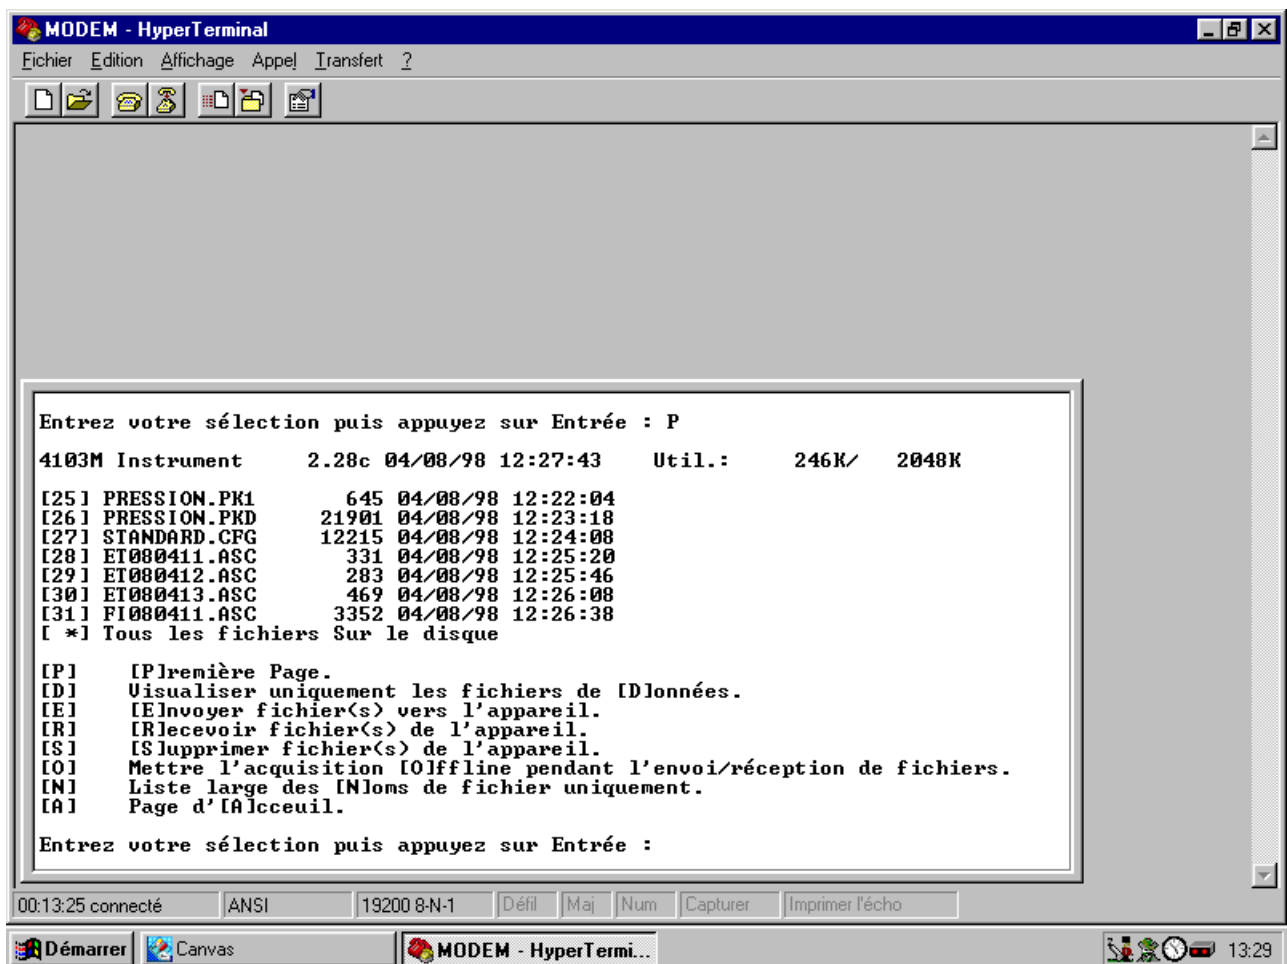 MODEM - HyperTerminal
Fichier Edition Affichage Appel Transfert ?
Entrez votre sélection puis appuyez sur Entrée : P
4103M Instrument 2.28c 04/08/98 12:27:43 Util.: 246K/ 2048K
[25] PRESSION.PK1 645 04/08/98 12:22:04
[26] PRESSION.PKD 21901 04/08/98 12:23:18
[27] STANDARD.CFG 12215 04/08/98 12:24:08
[28] ET080411.ASC 331 04/08/98 12:25:20
[29] ET080412.ASC 283 04/08/98 12:25:46
[30] ET080413.ASC 469 04/08/98 12:26:08
[31] FI080411.ASC 3352 04/08/98 12:26:38
[ *] Tous les fichiers Sur le disque
[P] [P]remière Page.
[D] Visualiser uniquement les fichiers de [D]onnées.
[E] [E]nvoyer fichier(s) vers l'appareil.
[R] [R]ecevoir fichier(s) de l'appareil.
[S] [S]upprimer fichier(s) de l'appareil.
[O] Mettre l'acquisition [O]ffline pendant l'envoi/réception de fichiers.
[N] Liste large des [N]oms de fichier uniquement.
[A] Page d'[A]cceuil.
Entrez votre sélection puis appuyez sur Entrée :
00:13:25 connecté ANSI 19200 8-N-1 Défil Maj Num Capturer Imprimer l'écho
Démarrer Canvas MODEM - HyperTermi... 13:29